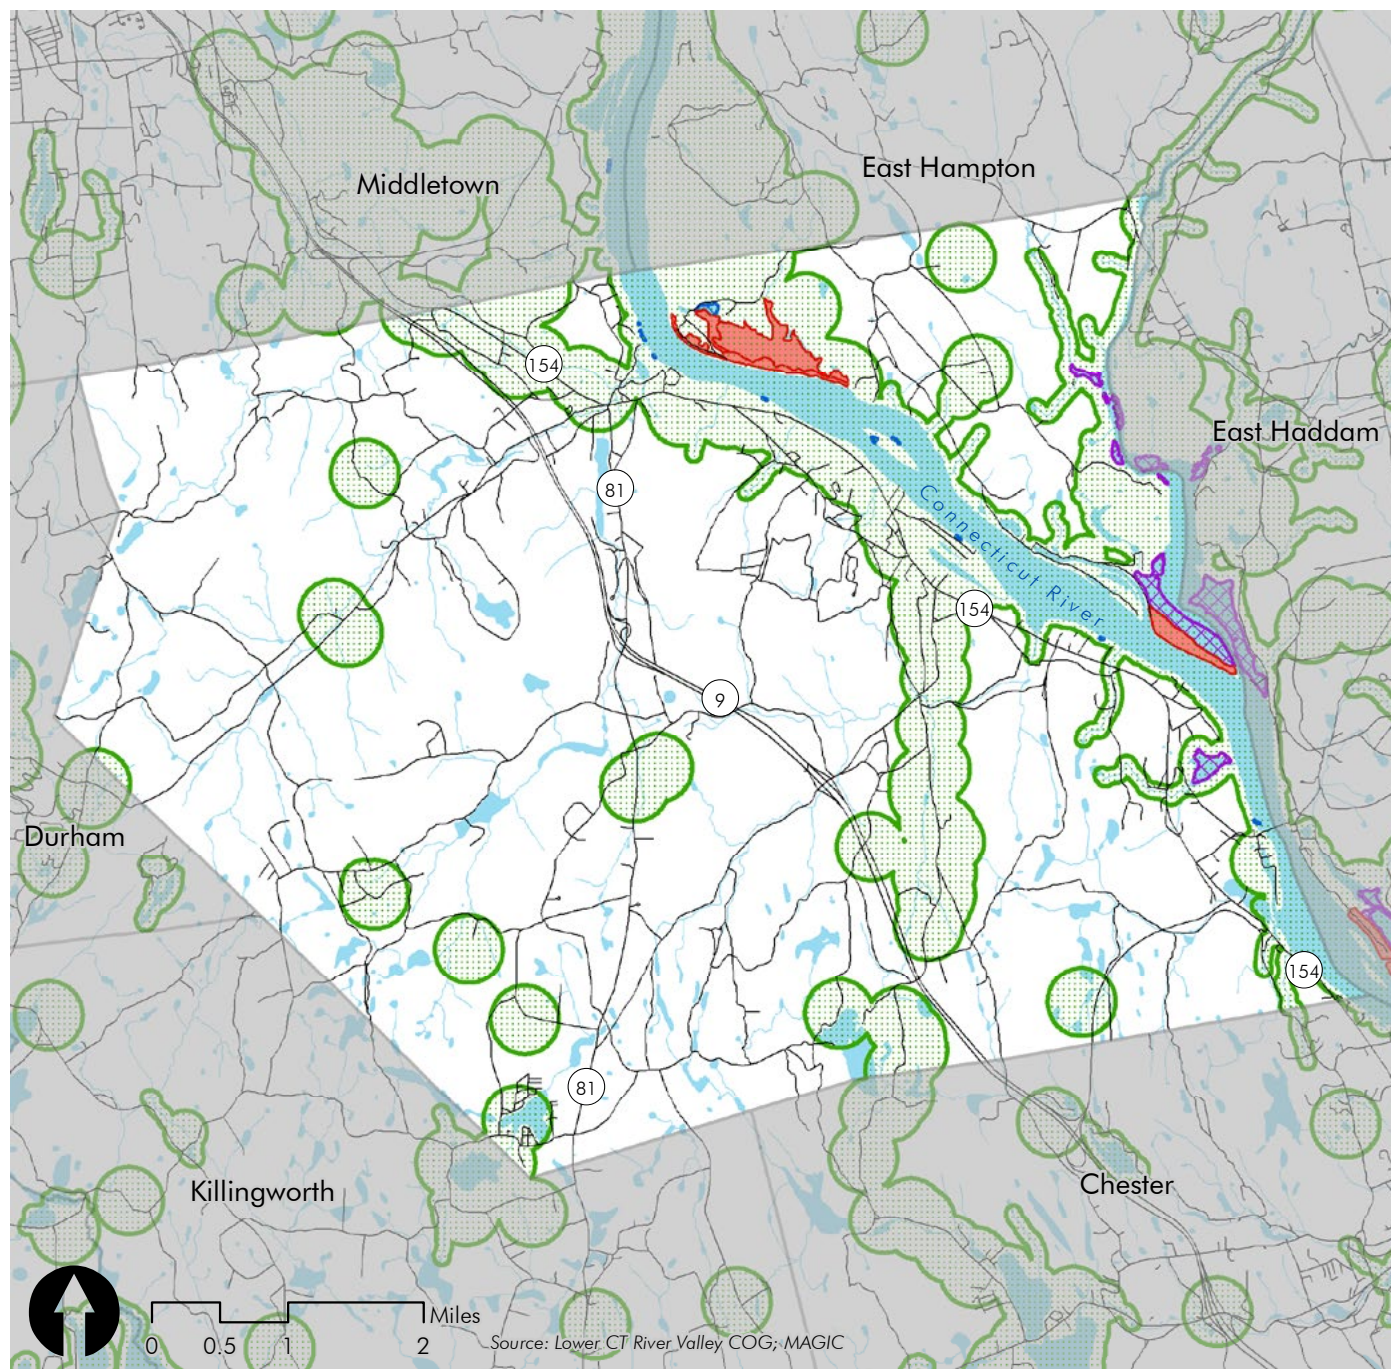 East Hampton
Middletown
154
East Haddam
81
Connecticut River
154
9
Durham
154
81
Chester
Killingworth
Miles
0 0.5 1 2
Source: Lower CT River Valley COG; MAGIC